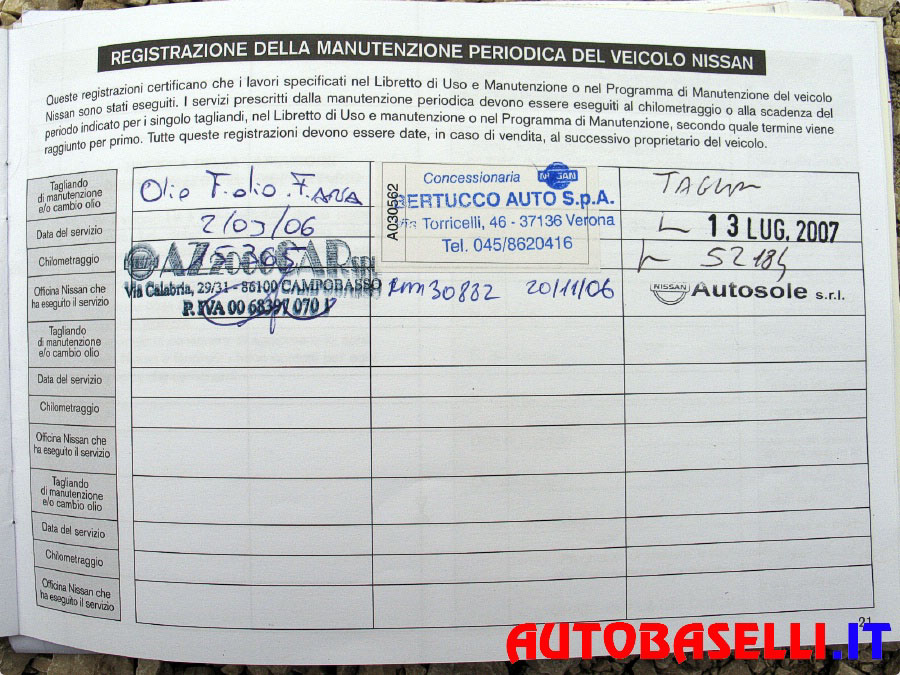 REGISTRAZIONE DELLA MANUTENZIONE PERIODICA DEL VEICOLO NISSAN
Queste registrazioni certificano che i lavori specificati nel Libretto di Uso e Manutenzione o nel Programma di Manutenzione del veicolo
Nissan sono stati eseguiti. I servizi prescritti dalla manutenzione periodica devono essere eseguiti al chilometraggio o alla scadenza del
periodo indicato per i singolo tagliandi, nel Libretto di Uso e manutenzione o nel Programma di Manutenzione, secondo quale termine viene
raggiunto per primo. Tutte queste registrazioni devono essere date, in caso di vendita, al successivo proprietario del veicolo.
Tagliando
di manutenzione
e/o cambio olio
Data del servizio
Chilometraggio
Officina Nissan che
ha eseguito il servizio
Olio F.olio F.
2/03/06
15365
Via Calabria, 29/31 - 86100 CAMPOBASSO
P. IVA 00
070
A030562
Concessionaria NISSAN
BERTUCCO AUTO S.p.A.
Via Torricelli, 46 - 37136 Verona
Tel. 045/8620416
Km 30882 20/11/06
13 LUG. 2007
52184
NISSAN Autosole s.r.l.
Tagliando
di manutenzione
e/o cambio olio
Data del servizio
Chilometraggio
Officina Nissan che
ha eseguito il servizio
Tagliando
di manutenzione
e/o cambio olio
Data del servizio
Chilometraggio
Officina Nissan che
ha eseguito il servizio
21
AUTOBASELLI.IT